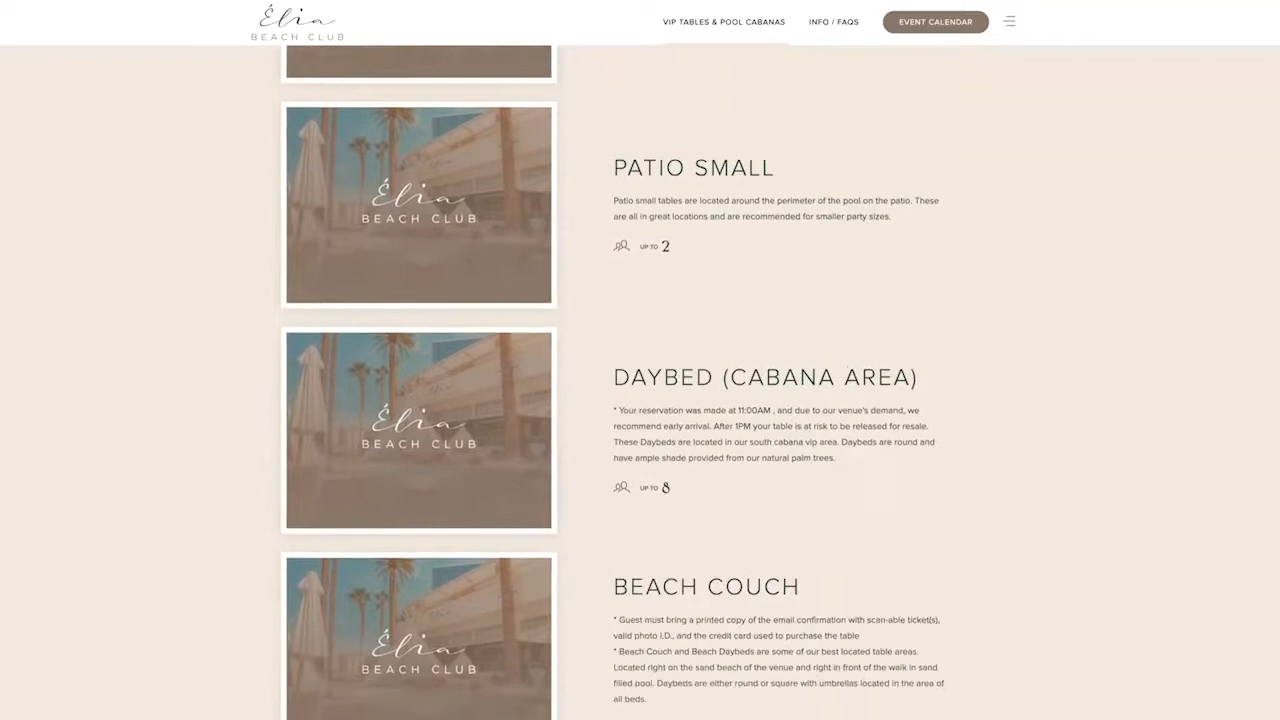 Élia
BEACH CLUB
VIP TABLES & POOL CABANAS
INFO / FAQS
EVENT CALENDAR
Élia
BEACH CLUB
PATIO SMALL
Patio small tables are located around the perimeter of the pool on the patio. These
are all in great locations and are recommended for smaller party sizes.
UP TO 2
Élia
BEACH CLUB
DAYBED (CABANA AREA)
* Your reservation was made at 11:00AM , and due to our venue's demand, we
recommend early arrival. After 1PM your table is at risk to be released for resale.
These Daybeds are located in our south cabana vip area. Daybeds are round and
have ample shade provided from our natural palm trees.
UP TO 8
Élia
BEACH CLUB
BEACH COUCH
* Guest must bring a printed copy of the email confirmation with scan-able ticket(s),
valid photo I.D., and the credit card used to purchase the table
* Beach Couch and Beach Daybeds are some of our best located table areas.
Located right on the sand beach of the venue and right in front of the walk in sand
filled pool. Daybeds are either round or square with umbrellas located in the area of
all beds.